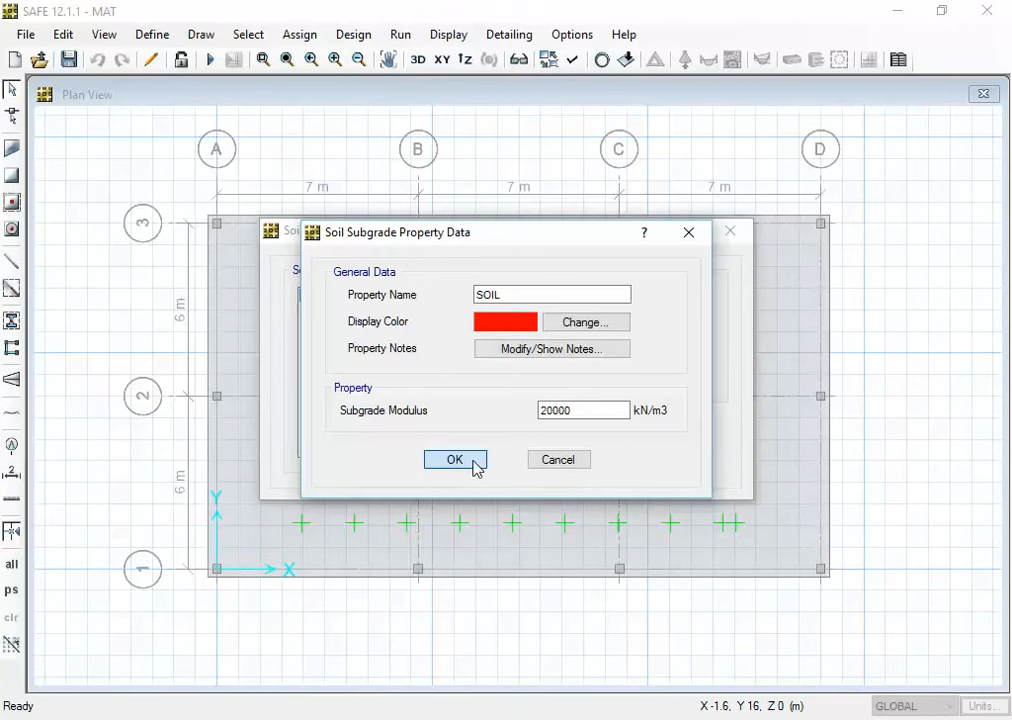 SAFE 12.1.1 - MAT
File Edit View Define Draw Select Assign Design Run Display Detailing Options Help
3D XY
Plan View
A B C D
7 m 7 m 7 m
3
Soil Subgrade Property Data ?
General Data
Property Name SOIL
Display Color Change...
Property Notes Modify/Show Notes...
6 m
Property
2
Subgrade Modulus 20000 kN/m3
OK Cancel
6 m
Y
all
1 X
ps
clr
Ready X -1.6, Y 16, Z 0 (m) GLOBAL Units...